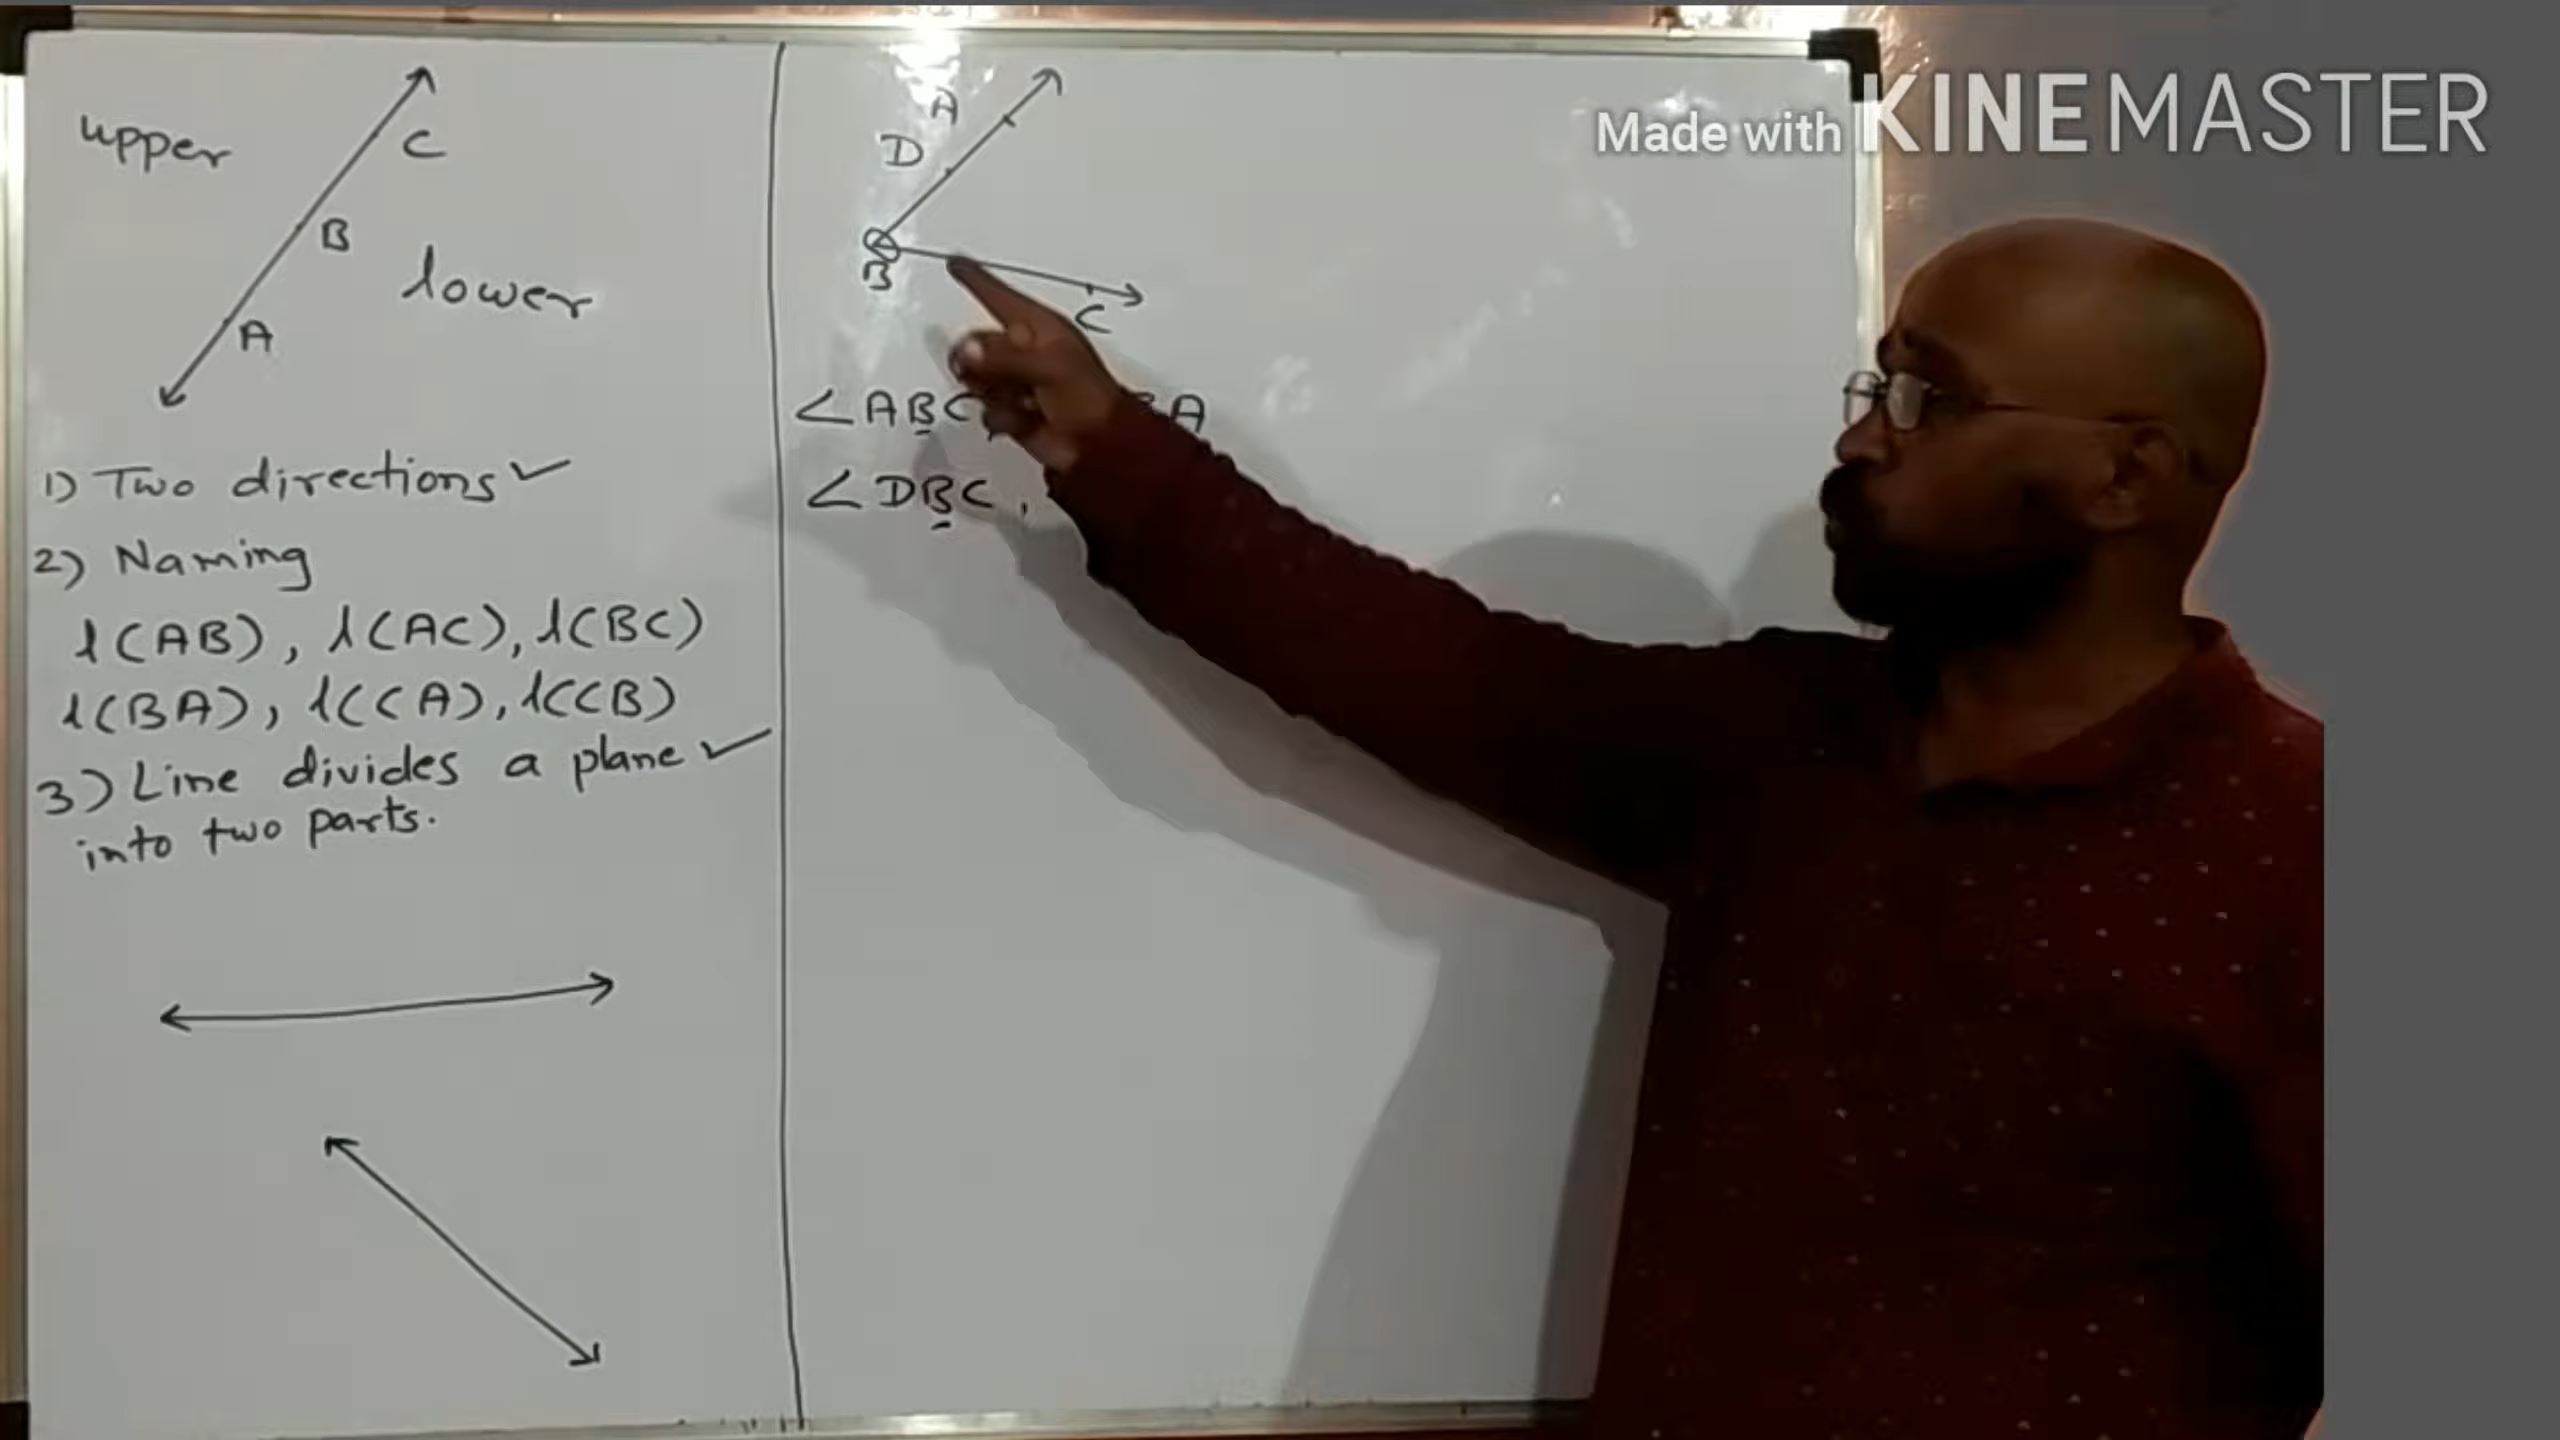 upper
C
B
lower
A
1) Two directions ✓
2) Naming
l(AB), l(AC), l(BC)
l(BA), l(CA), l(CB)
3) Line divides a plane ✓
into two parts.
A
D
B
C
∠ABC, BA
∠DBC,
Made with KINEMASTER